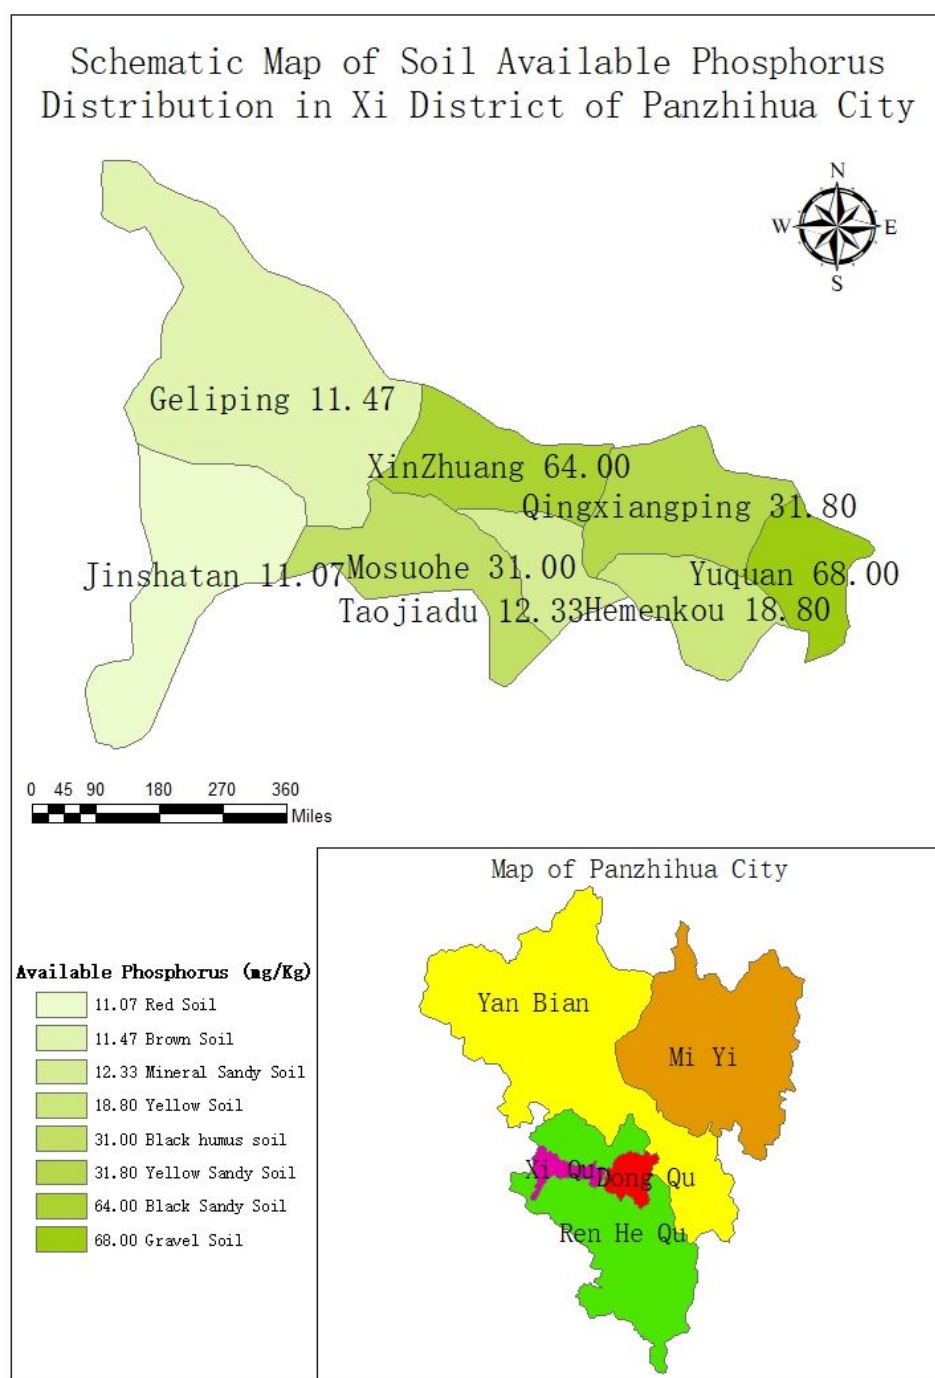 Schematic Map of Soil Available Phosphorus
Distribution in Xi District of Panzhihua City
N
W E
S
Geliping 11.47
XinZhuang 64.00
Qingxiangping 31.80
Jinshatan 11.07
Mosuohe 31.00
Yuquan 68.00
Taojiadu 12.33
Hemenkou 18.80
0 45 90 180 270 360
Miles
Map of Panzhihua City
Available Phosphorus (mg/Kg)
11.07 Red Soil
11.47 Brown Soil
12.33 Mineral Sandy Soil
18.80 Yellow Soil
31.00 Black humus soil
31.80 Yellow Sandy Soil
64.00 Black Sandy Soil
68.00 Gravel Soil
Yan Bian
Mi Yi
Xi Qu
Dong Qu
Ren He Qu